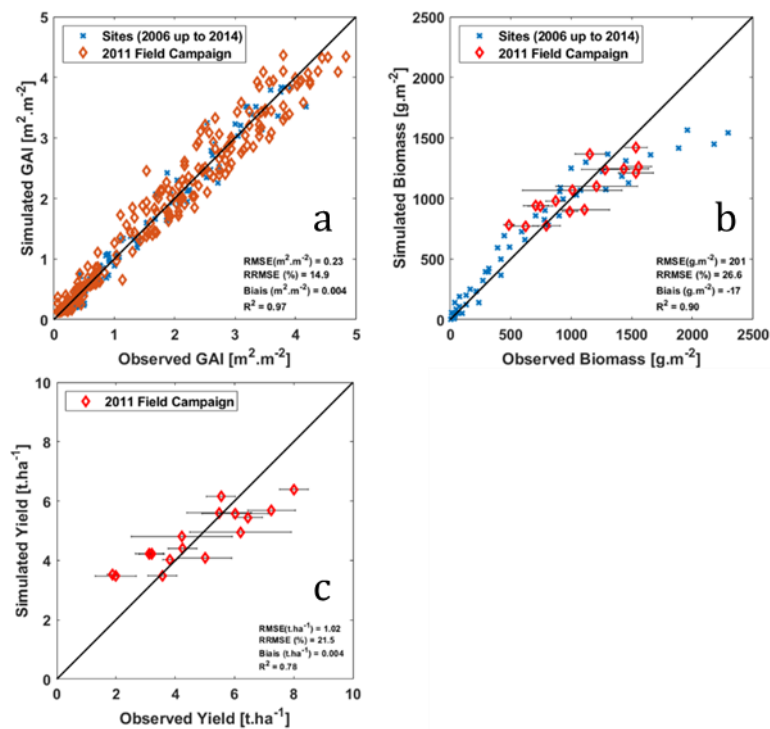 Sites (2006 up to 2014)
2011 Field Campaign
5
4
3
2
1
0
0 1 2 3 4 5
Simulated GAI [m².m⁻²]
Observed GAI [m².m⁻²]
a
RMSE(m².m⁻²) = 0.23
RRMSE (%) = 14.9
Biais (m².m⁻²) = 0.004
R² = 0.97
Sites (2006 up to 2014)
2011 Field Campaign
2500
2000
1500
1000
500
0
0 500 1000 1500 2000 2500
Simulated Biomass [g.m⁻²]
Observed Biomass [g.m⁻²]
b
RMSE(g.m⁻²) = 201
RRMSE (%) = 26.6
Biais (g.m⁻²) = -17
R² = 0.90
2011 Field Campaign
10
8
6
4
2
0
0 2 4 6 8 10
Simulated Yield [t.ha⁻¹]
Observed Yield [t.ha⁻¹]
c
RMSE(t.ha⁻¹) = 1.02
RRMSE (%) = 21.5
Biais (t.ha⁻¹) = 0.004
R² = 0.78